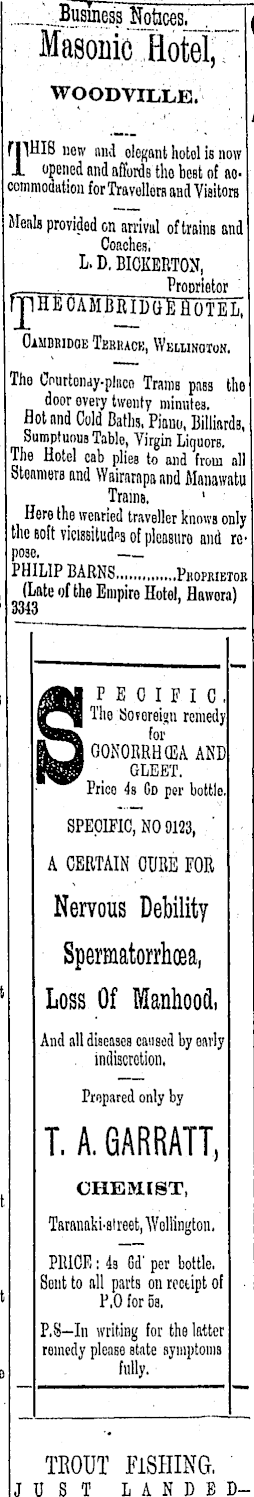 Business Notices.
Masonic Hotel,
WOODVILLE.
THIS new and elegant hotel is now
opened and affords the best of ac-
commodation for Travellers and Visitors
Meals provided on arrival of trains and
Coaches.
L. D. BICKERTON,
Proprietor
THE CAMBRIDGE HOTEL,
CAMBRIDGE TERRACE, WELLINGTON.
The Courtenay-place Trams pass the
door every twenty minutes.
Hot and Cold Baths, Piano, Billiards,
Sumptuous Table, Virgin Liquors.
The Hotel cab plies to and from all
Steamers and Wairarapa and Manawatu
Trains.
Here the wearied traveller knows only
the soft vicissitudes of pleasure and re-
pose.
PHILIP BARNS..............PROPRIETOR
(Late of the Empire Hotel, Hawera)
3343
SPECIFIC.
The Sovereign remedy
for
GONORRHŒA AND
GLEET.
Price 4s 6D per bottle.
SPECIFIC, NO 9123,
A CERTAIN CURE FOR
Nervous Debility
Spermatorrhœa,
Loss Of Manhood,
And all diseases caused by early
indiscretion.
Prepared only by
T. A. GARRATT,
CHEMIST,
Taranaki-street, Wellington.
PRICE: 4s 6d per bottle.
Sent to all parts on receipt of
P.O for 5s.
P.S—In writing for the latter
remedy please state symptoms
fully.
TROUT FISHING.
JUST LANDED—